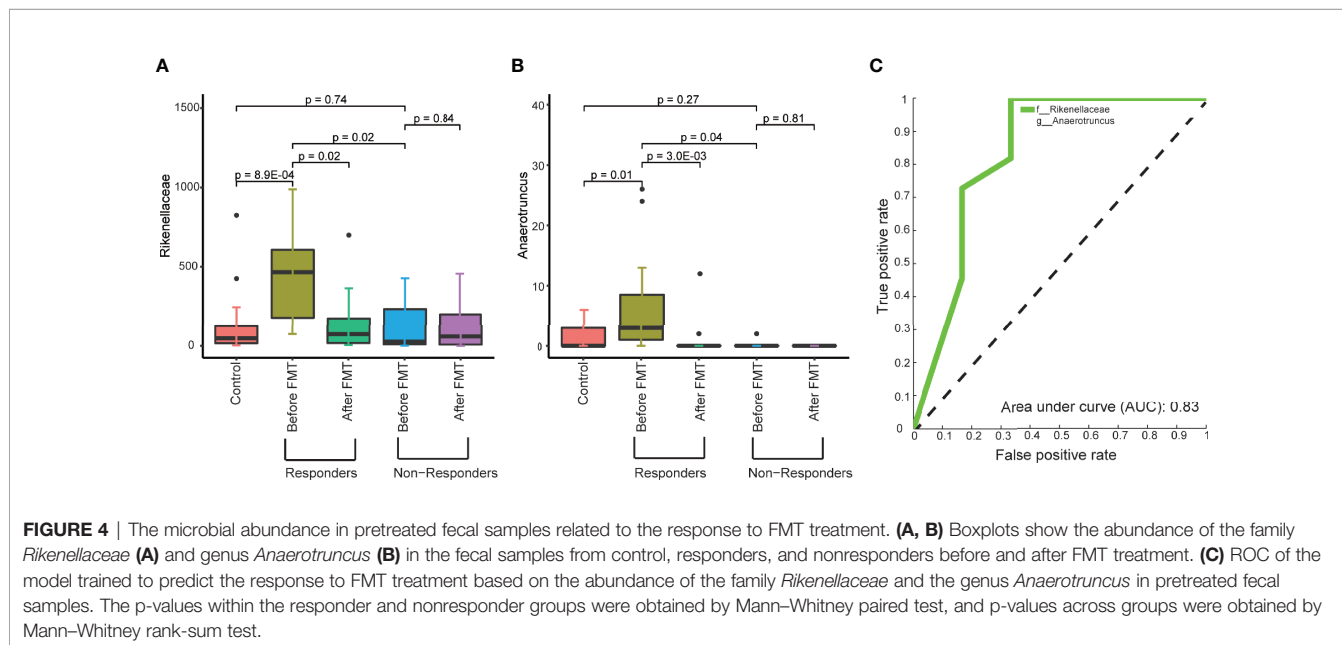 A
B
C
1500
1000
500
0
Rikenellaceae
p = 0.74
p = 0.84
p = 0.02
p = 0.02
p = 8.9E-04
Control
Before FMT
After FMT
Before FMT
After FMT
Responders
Non-Responders
40
30
20
10
0
Anaerotruncus
p = 0.27
p = 0.81
p = 0.04
p = 3.0E-03
p = 0.01
Control
Before FMT
After FMT
Before FMT
After FMT
Responders
Non-Responders
1
0.9
0.8
0.7
0.6
0.5
0.4
0.3
0.2
0.1
0
True positive rate
f__Rikenellaceae
g__Anaerotruncus
Area under curve (AUC): 0.83
0 0.1 0.2 0.3 0.4 0.5 0.6 0.7 0.8 0.9 1
False positive rate
FIGURE 4 | The microbial abundance in pretreated fecal samples related to the response to FMT treatment. (A, B) Boxplots show the abundance of the family
Rikenellaceae (A) and genus Anaerotruncus (B) in the fecal samples from control, responders, and nonresponders before and after FMT treatment. (C) ROC of the
model trained to predict the response to FMT treatment based on the abundance of the family Rikenellaceae and the genus Anaerotruncus in pretreated fecal
samples. The p-values within the responder and nonresponder groups were obtained by Mann–Whitney paired test, and p-values across groups were obtained by
Mann–Whitney rank-sum test.